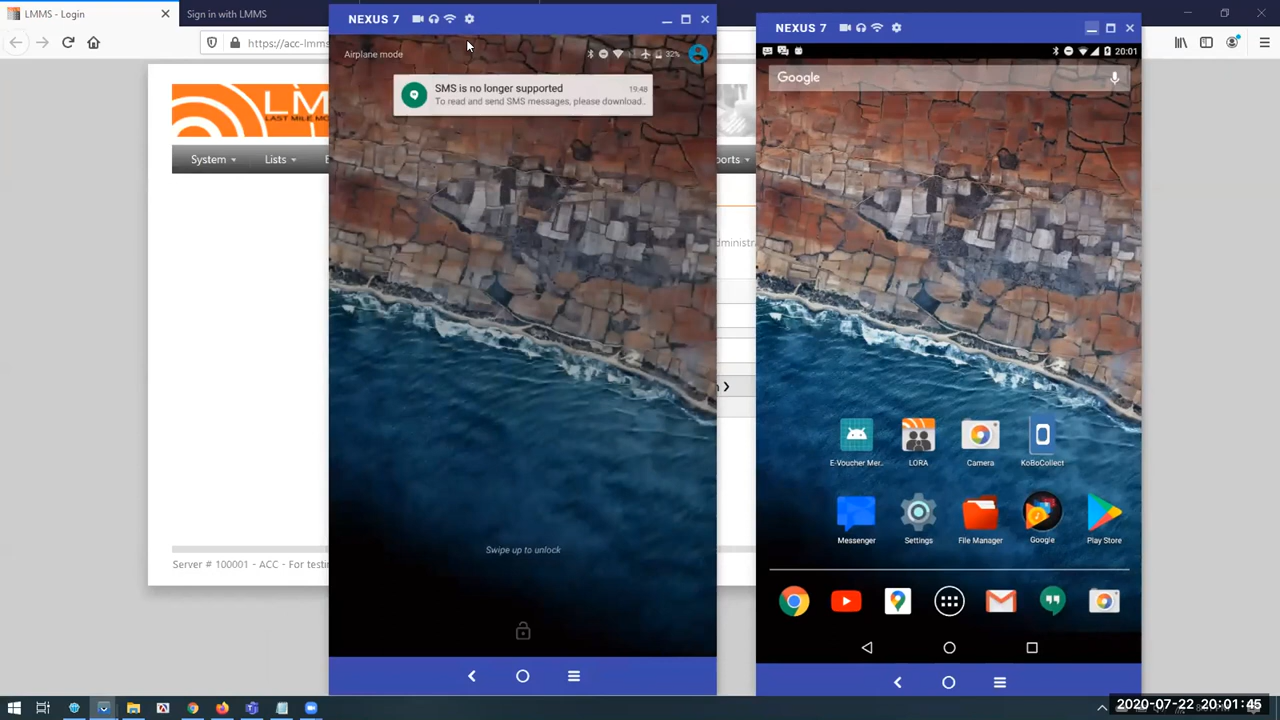 LMMS - Login
Sign in with LMMS
https://acc-lmms
LM
LAST MILE MO
System
Lists
ports
dministra
Server # 100001 - ACC - For testi
NEXUS 7
Airplane mode
32%
SMS is no longer supported
19:48
To read and send SMS messages, please download..
Swipe up to unlock
NEXUS 7
20:01
Google
E-Voucher Mer..
LORA
Camera
KoBoCollect
Messenger
Settings
File Manager
Google
Play Store
2020-07-22 20:01:45